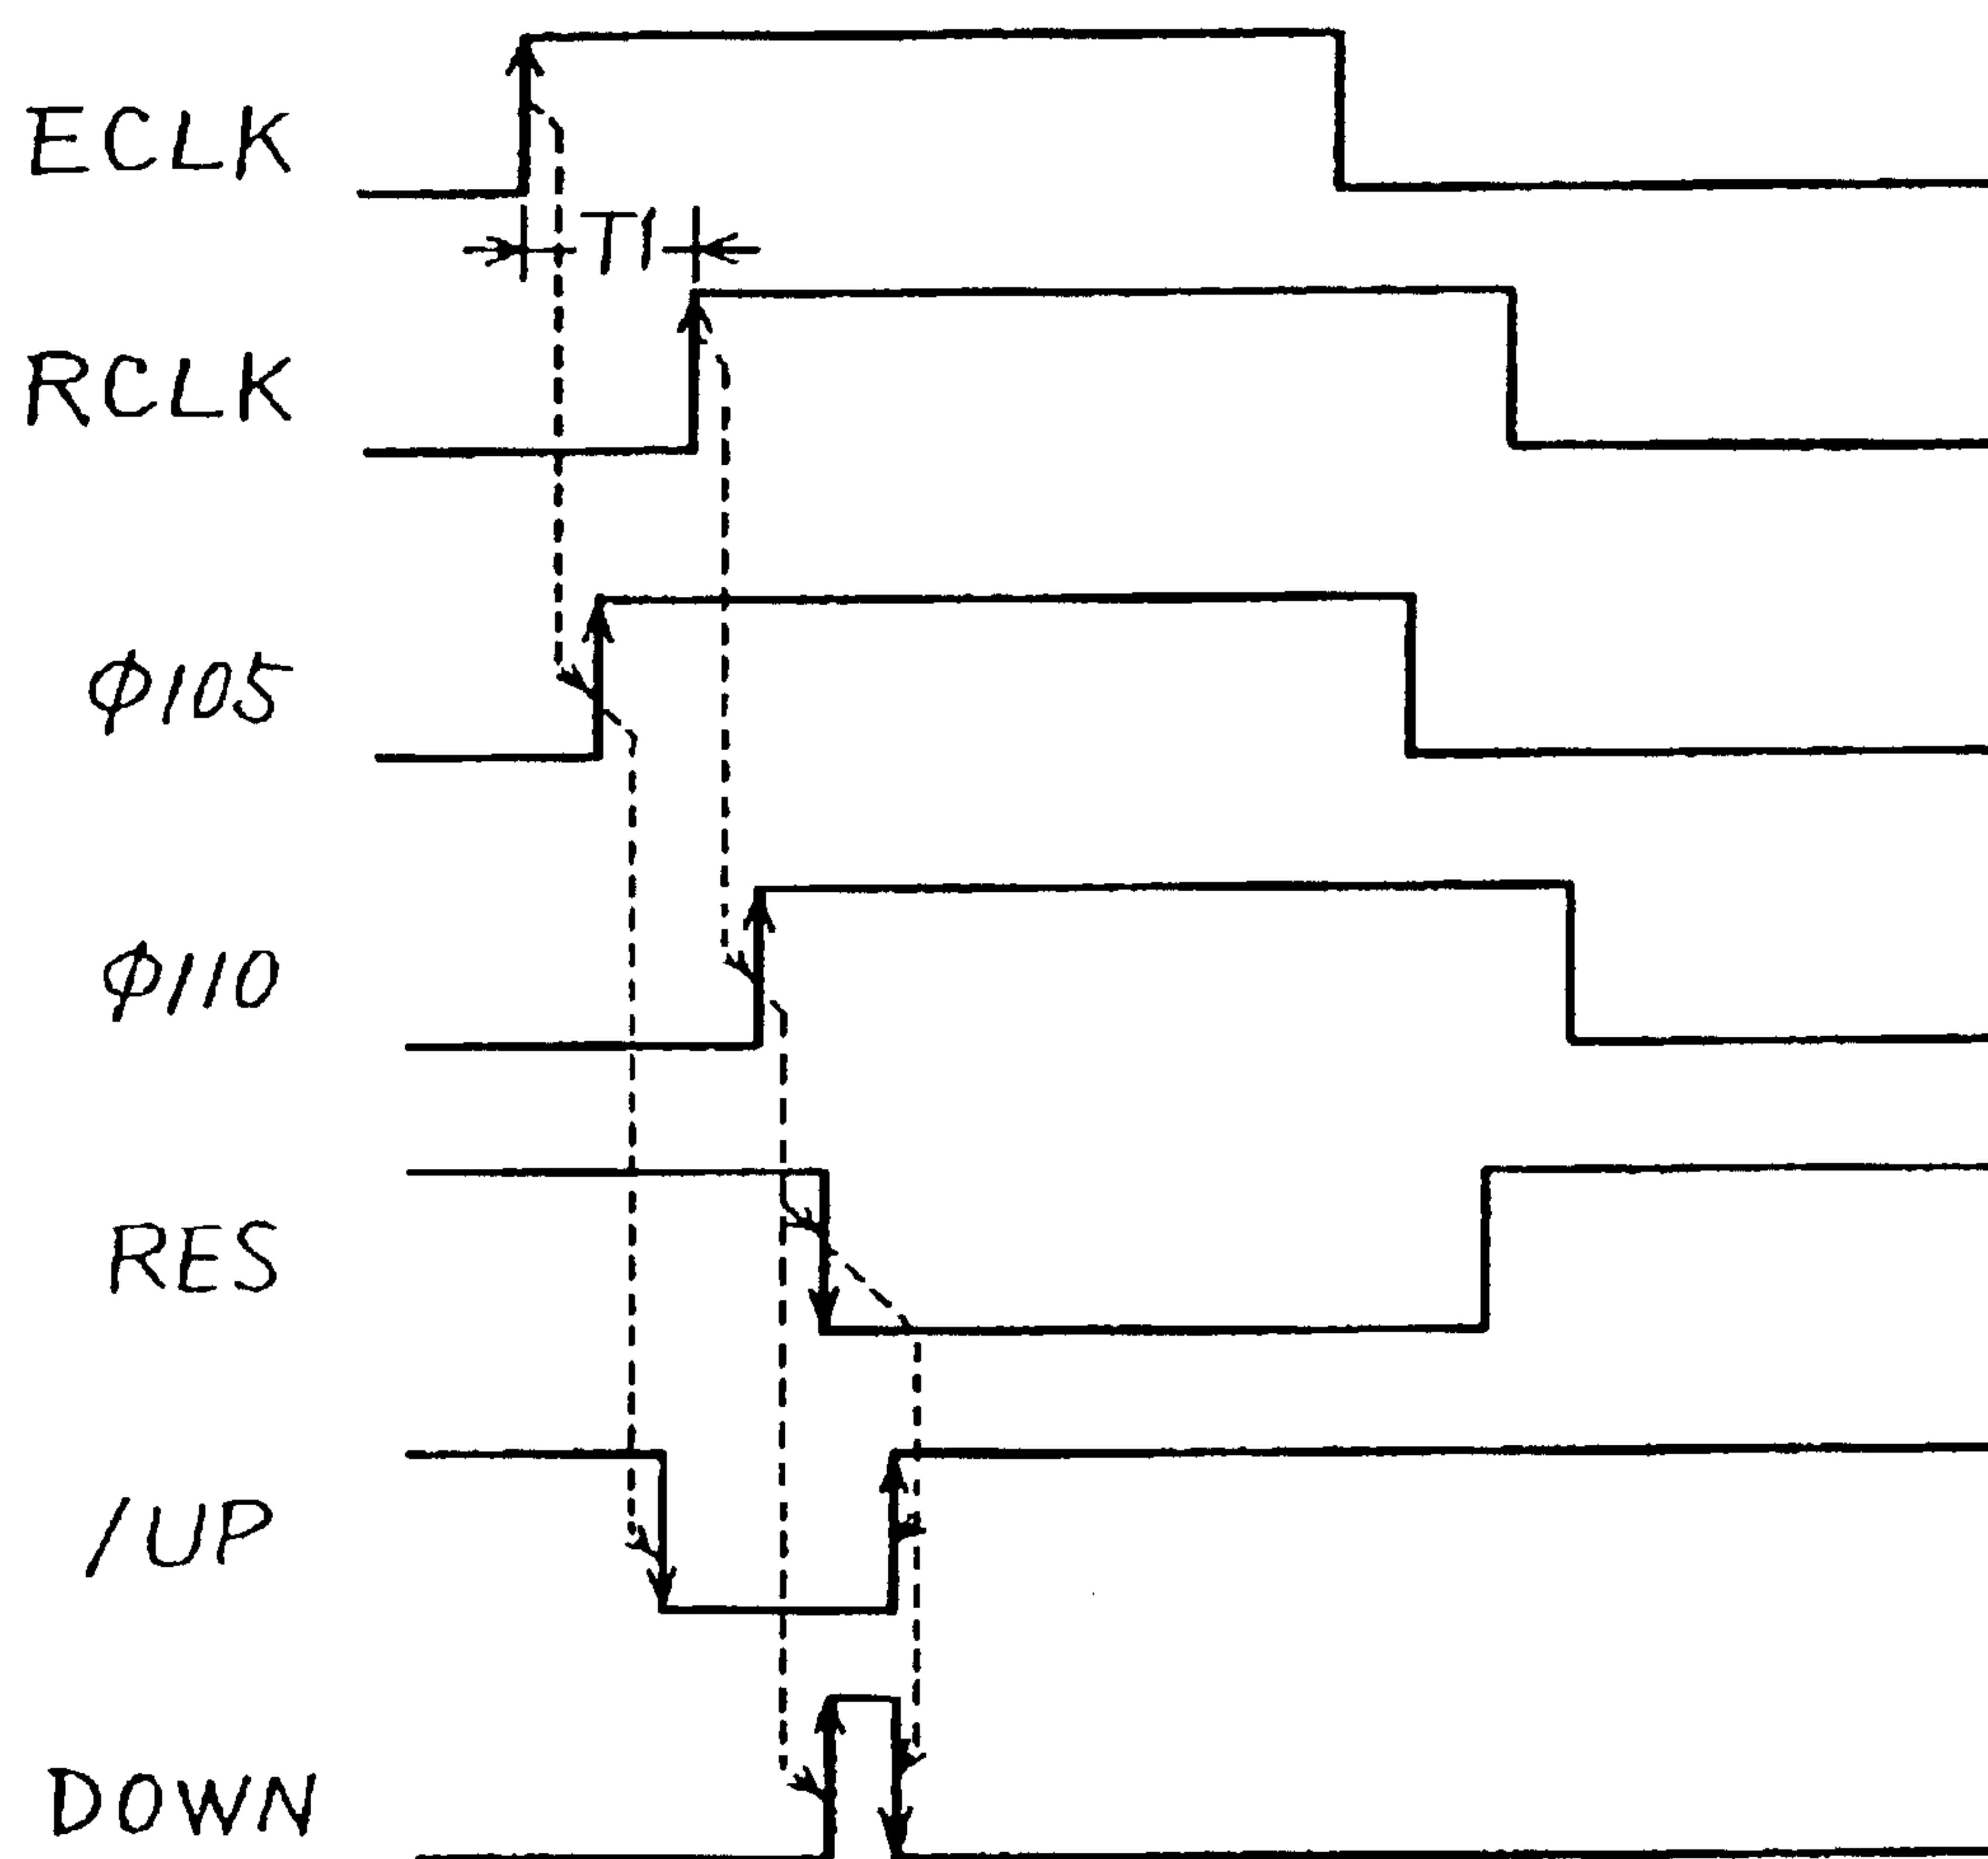 ECLK
T1
RCLK
Φ105
Φ110
RES
/UP
DOWN